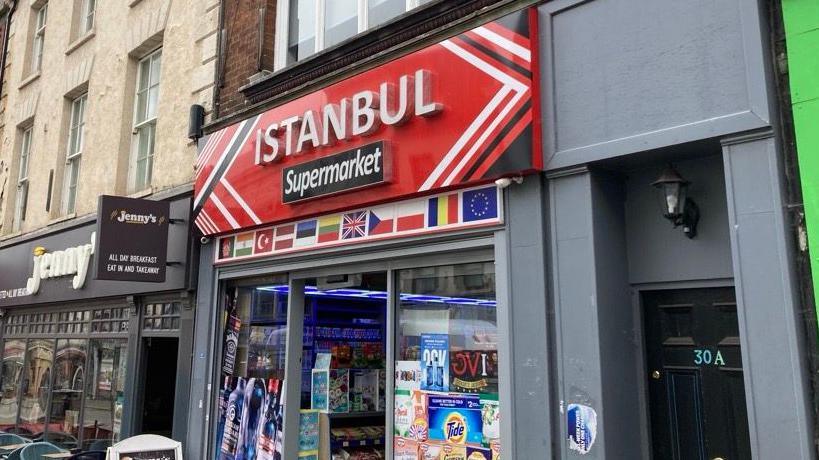 ISTANBUL
Supermarket
Jenny's
ALL DAY BREAKFAST
EAT IN AND TAKEAWAY
Jenny's
30A
Tide